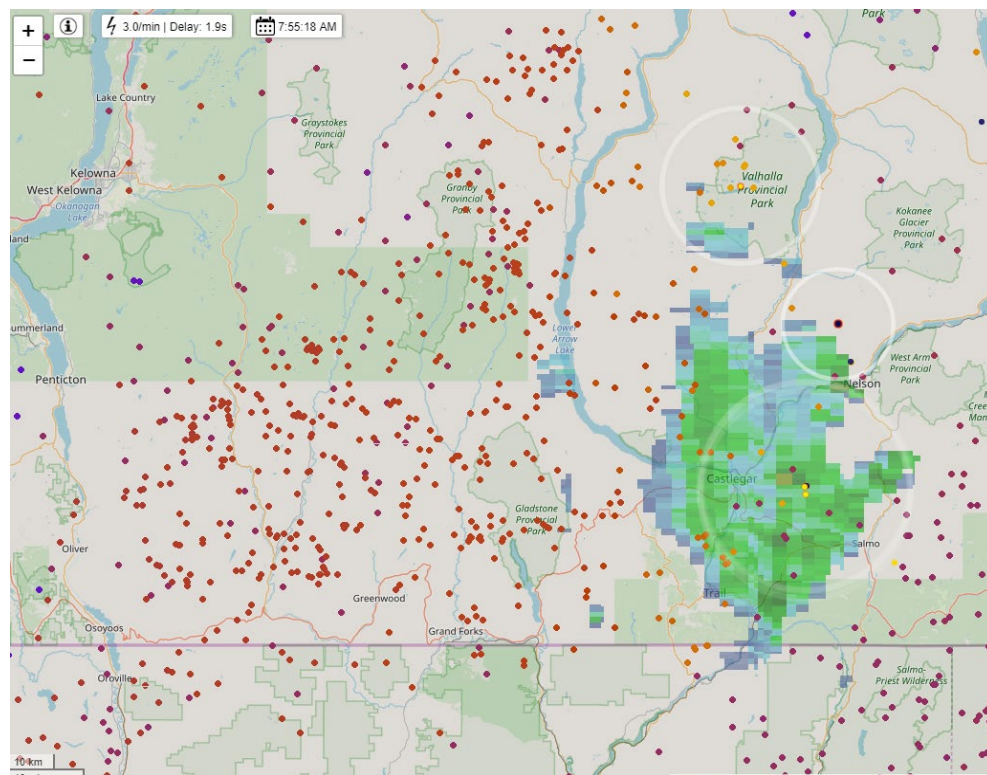 +
−
3.0/min | Delay: 1.9s
7:55:18 AM
Park
Lake Country
Graystokes
Provincial
Park
Kelowna
West Kelowna
Okanagan
Lake
land
Granby
Provincial
Park
Valhalla
Provincial
Park
Kokanee
Glacier
Provincial
Park
ummerland
Penticton
Lower
Arrow
Lake
West Arm
Provincial
Park
Nelson
Cree
Man
Castlegar
Gladstone
Provincial
Park
Oliver
Salmo
Greenwood
Trail
Osoyoos
Grand Forks
Oroville
Salmo-
Priest Wilderness
10 km